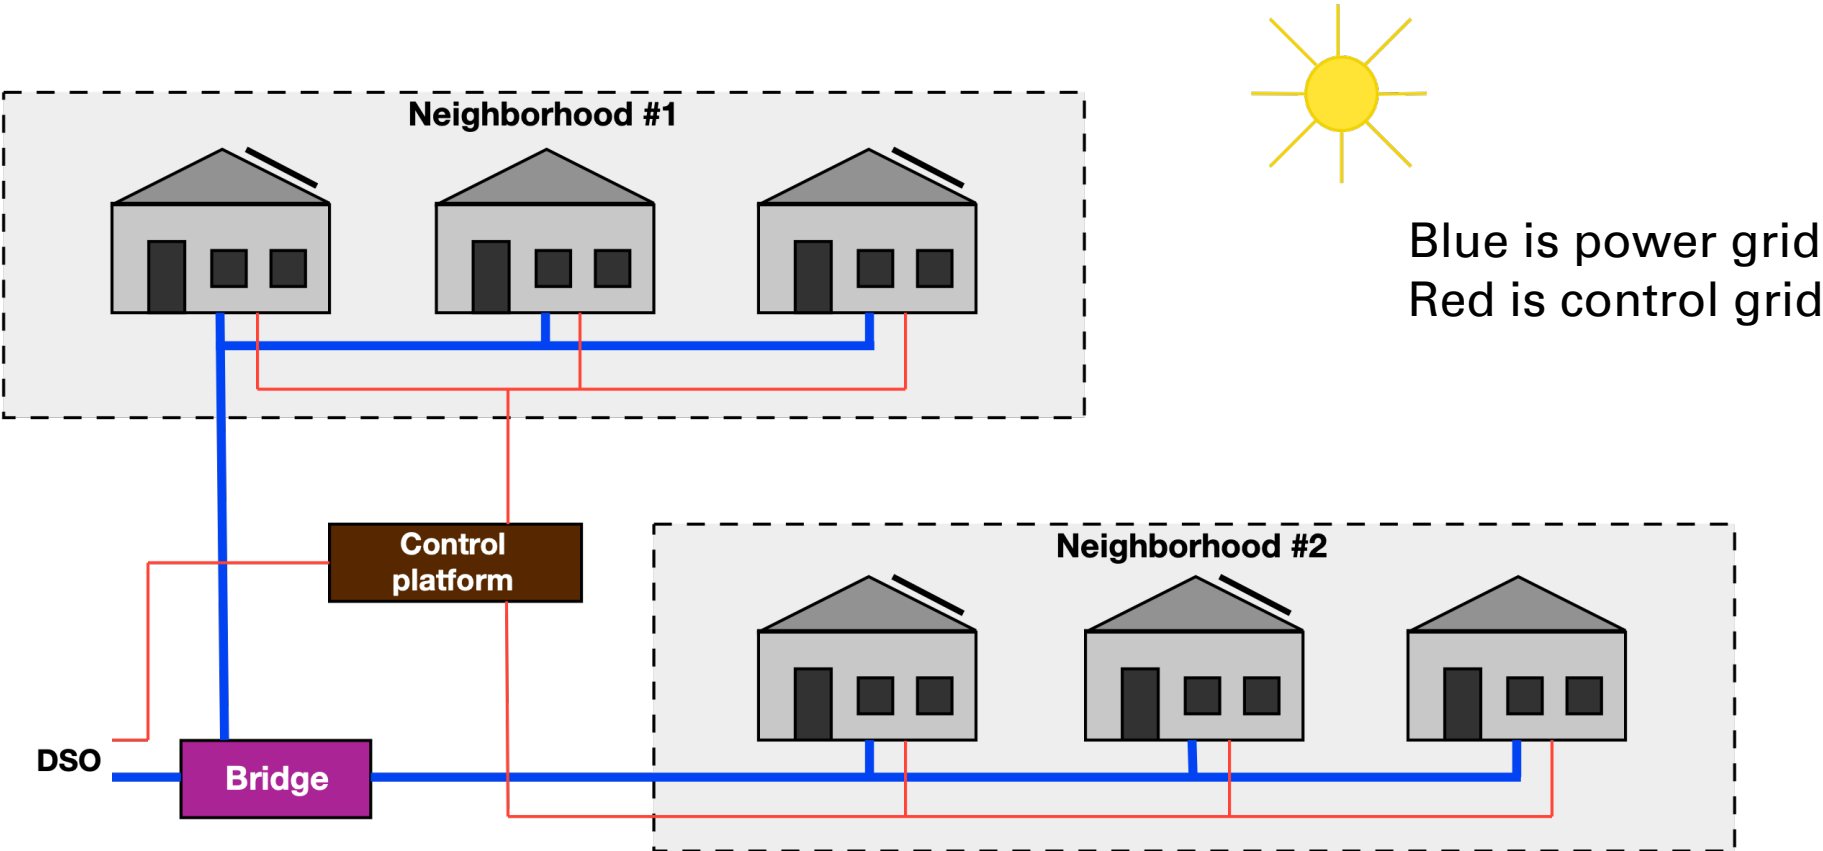 Neighborhood #1
Blue is power grid
Red is control grid
Control
platform
Neighborhood #2
DSO
Bridge